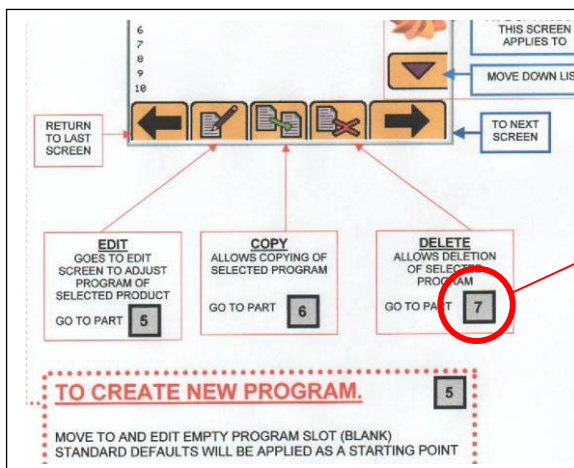 6
7
8
9
10
THIS SCREEN
APPLIES TO
MOVE DOWN LIS
RETURN
TO LAST
SCREEN
TO NEXT
SCREEN
EDIT
GOES TO EDIT
SCREEN TO ADJUST
PROGRAM OF
SELECTED PRODUCT
GO TO PART 5
COPY
ALLOWS COPYING OF
SELECTED PROGRAM
GO TO PART 6
DELETE
ALLOWS DELETION
OF SELECTED
PROGRAM
GO TO PART 7
TO CREATE NEW PROGRAM. 5
MOVE TO AND EDIT EMPTY PROGRAM SLOT (BLANK)
STANDARD DEFAULTS WILL BE APPLIED AS A STARTING POINT